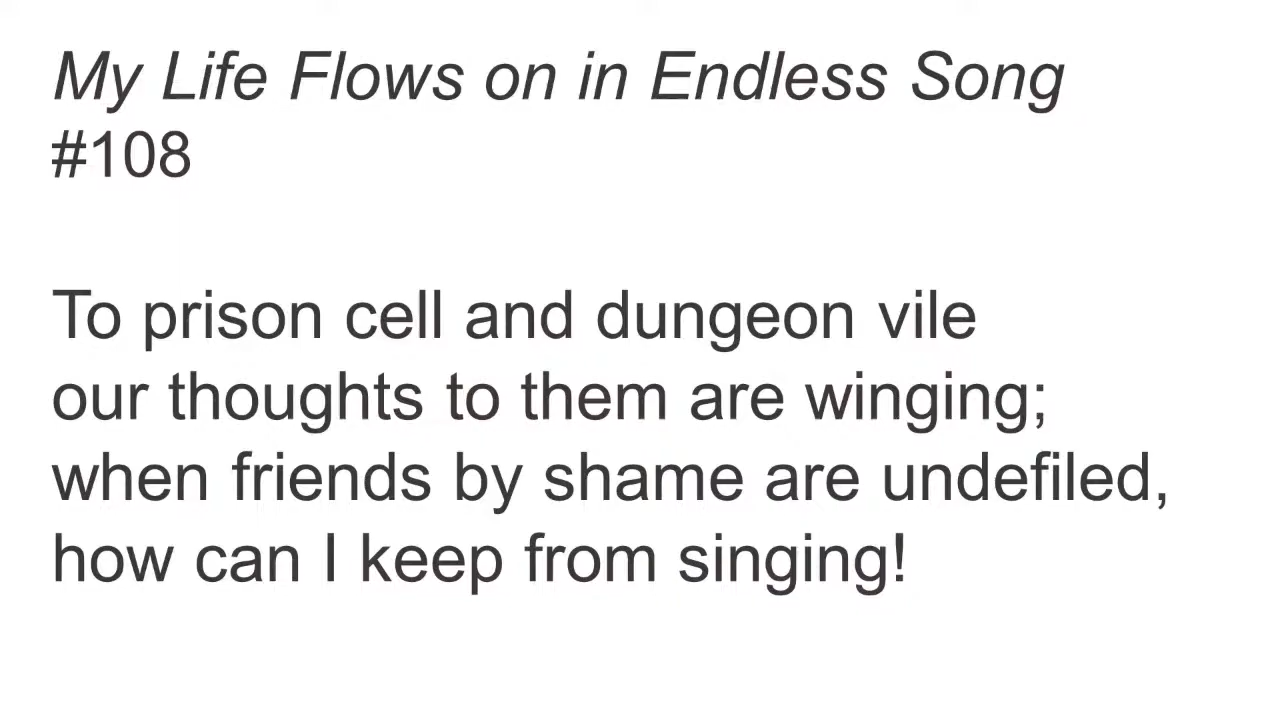 My Life Flows on in Endless Song
#108
To prison cell and dungeon vile
our thoughts to them are winging;
when friends by shame are undefiled,
how can I keep from singing!